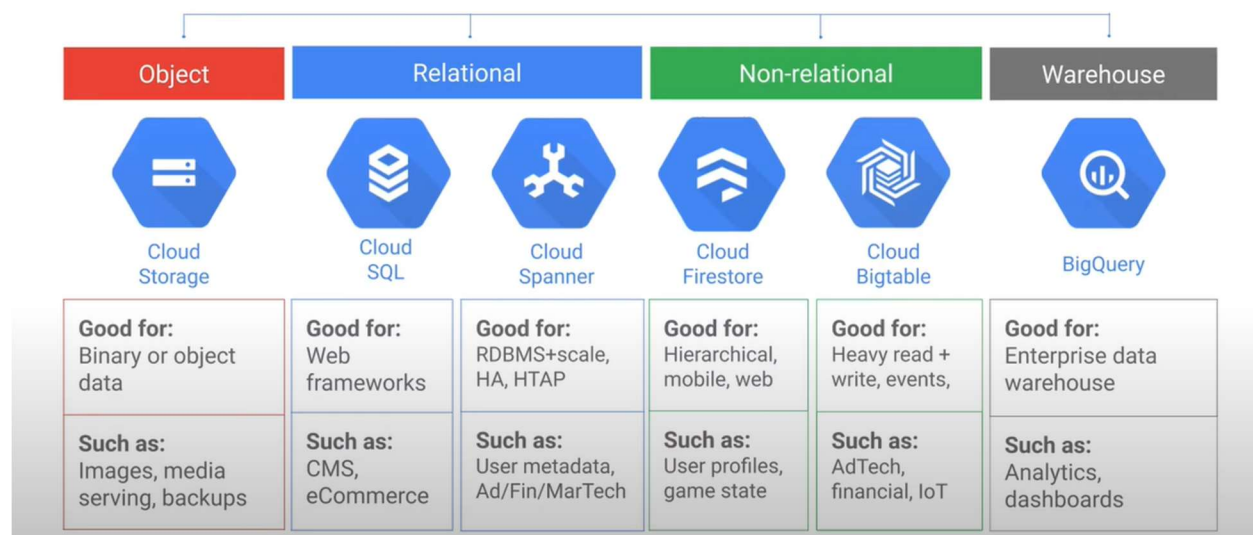 Object
Relational
Non-relational
Warehouse
Cloud
Storage
Cloud
SQL
Cloud
Spanner
Cloud
Firestore
Cloud
Bigtable
BigQuery
Good for:
Binary or object
data
Good for:
Web
frameworks
Good for:
RDBMS+scale,
HA, HTAP
Good for:
Hierarchical,
mobile, web
Good for:
Heavy read +
write, events,
Good for:
Enterprise data
warehouse
Such as:
Images, media
serving, backups
Such as:
CMS,
eCommerce
Such as:
User metadata,
Ad/Fin/MarTech
Such as:
User profiles,
game state
Such as:
AdTech,
financial, IoT
Such as:
Analytics,
dashboards